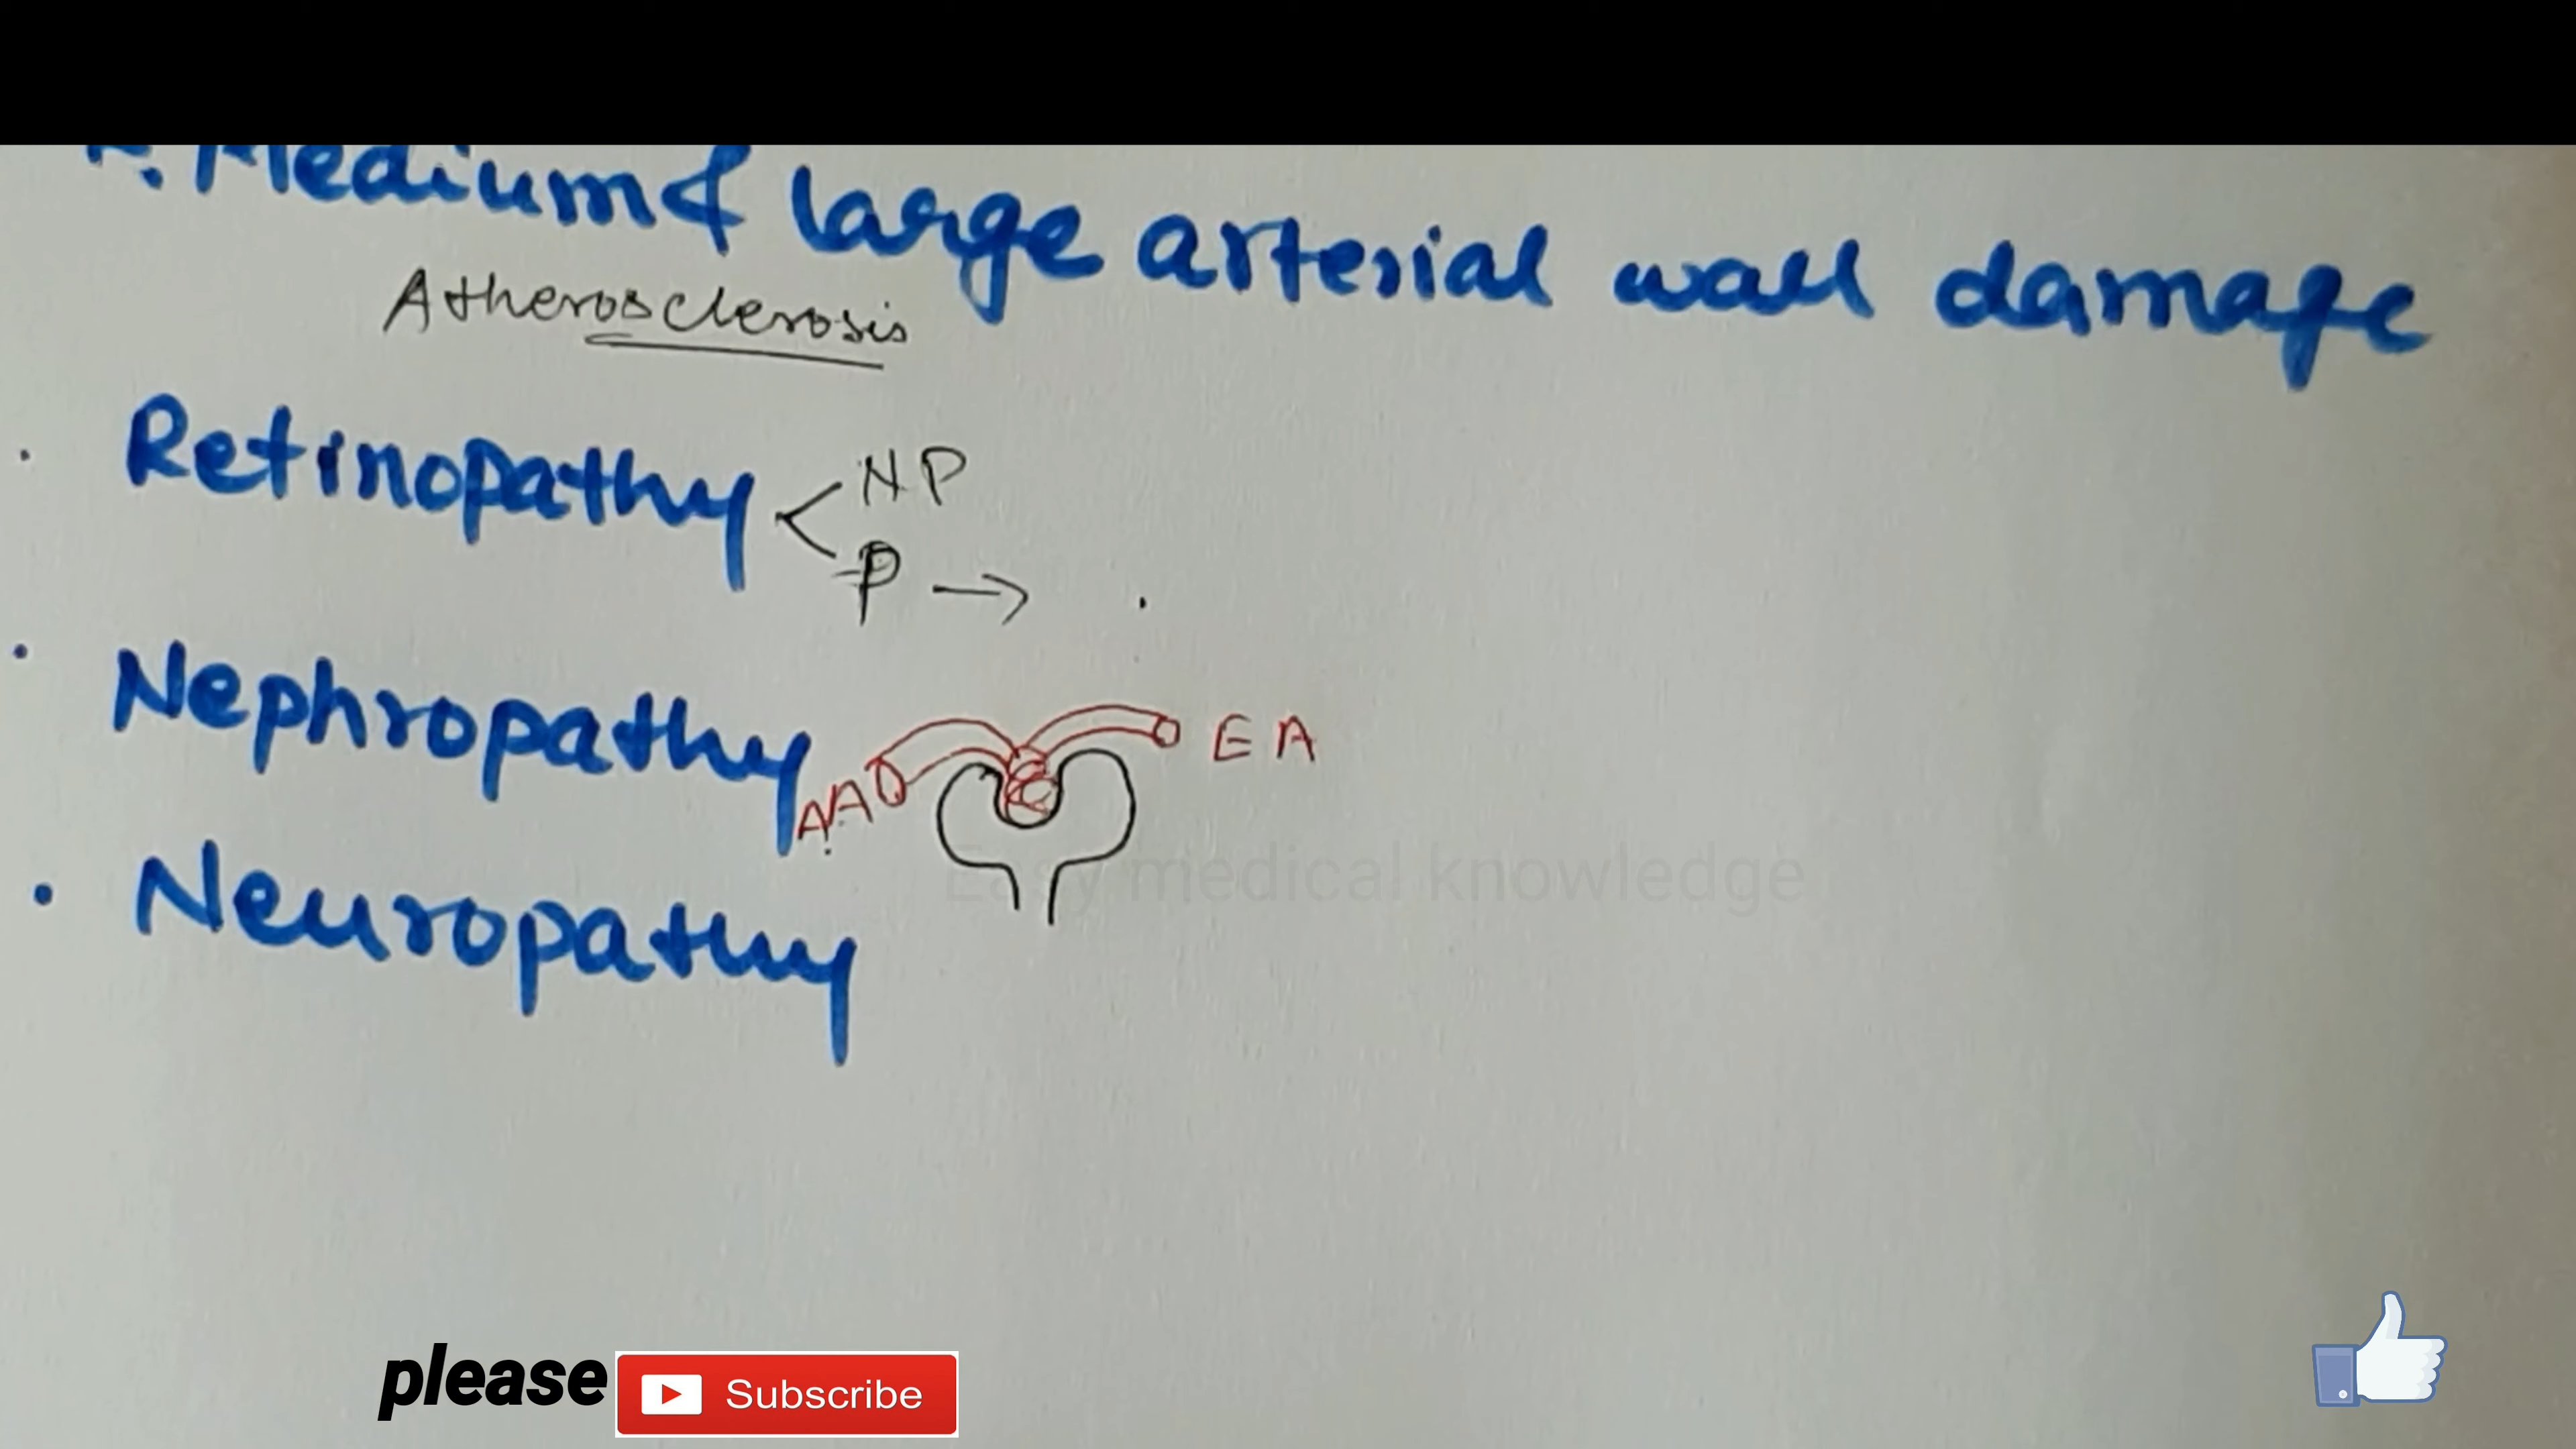 Medium & large arterial wall damage
Atherosclerosis
Retinopathy
NP
P →
Nephropathy
AA
EA
Easy medical knowledge
Neuropathy
please
Subscribe